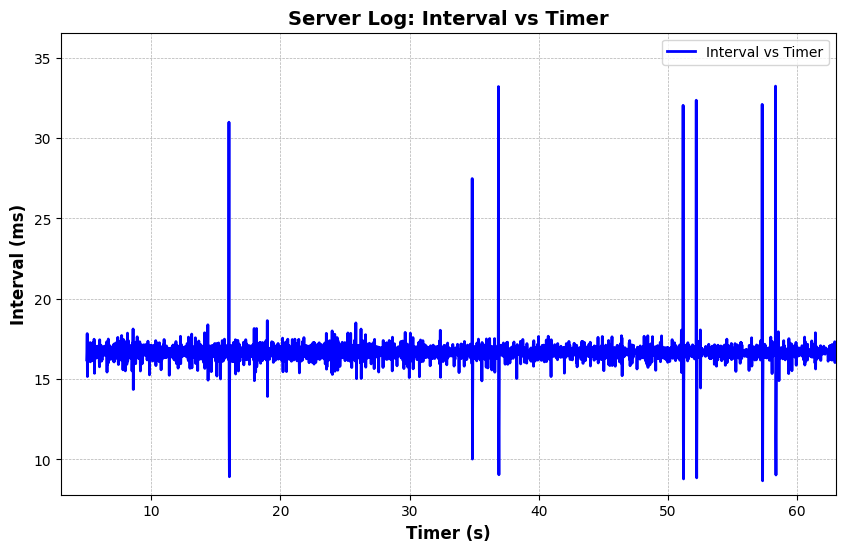 Server Log: Interval vs Timer
Interval vs Timer
35
30
25
20
15
10
Interval (ms)
10 20 30 40 50 60
Timer (s)